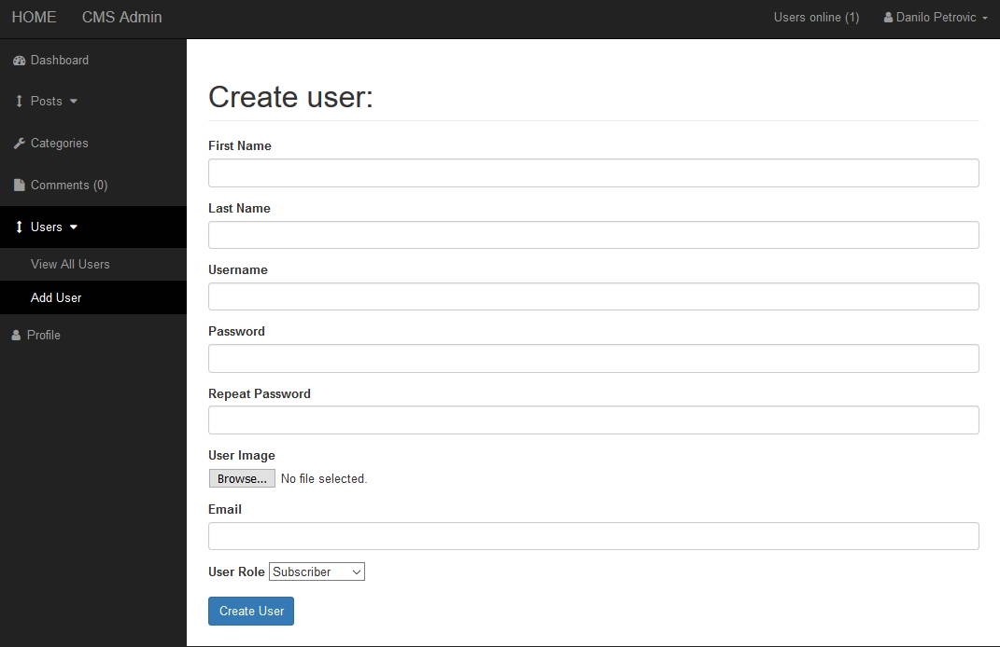 HOME CMS Admin Users online (1) Danilo Petrovic
Dashboard
Posts
Categories
Comments (0)
Users
View All Users
Add User
Profile
Create user:
First Name
Last Name
Username
Password
Repeat Password
User Image
Browse... No file selected.
Email
User Role Subscriber
Create User